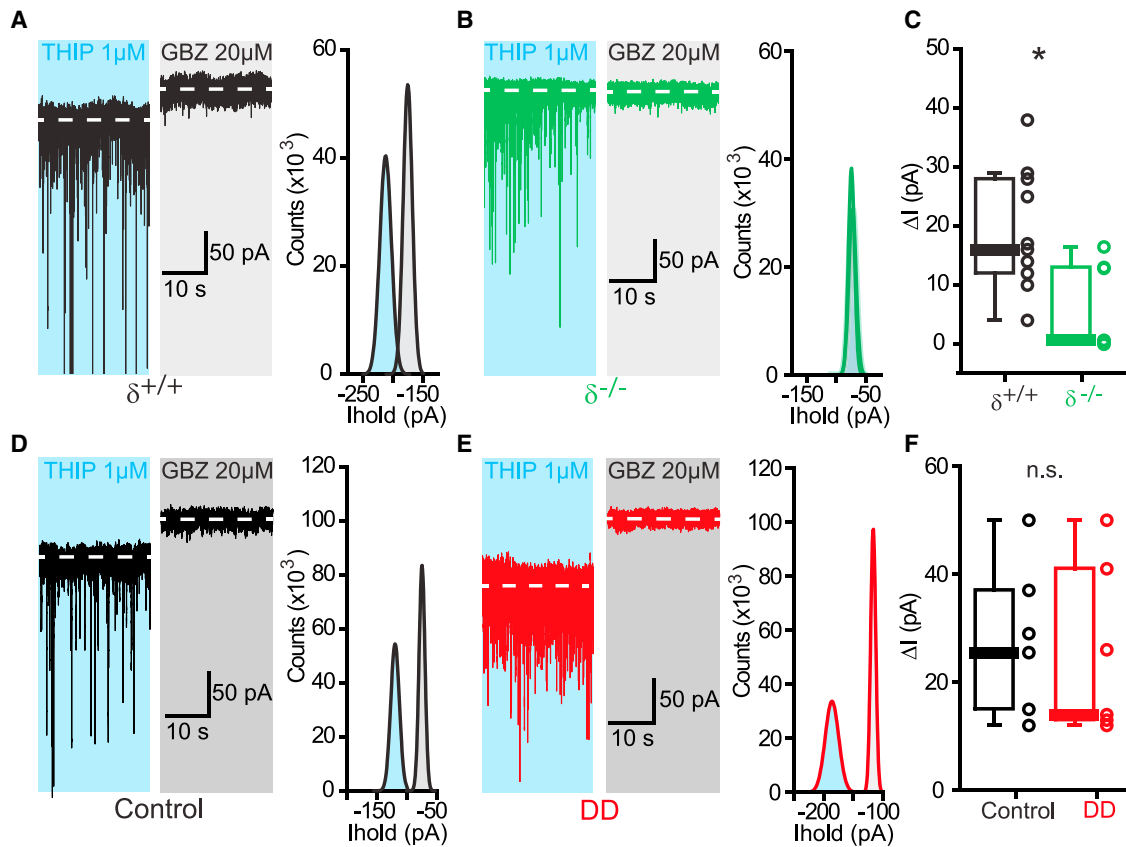 A
THIP 1µM
GBZ 20µM
60
40
20
0
Counts (x10³)
50 pA
10 s
-250
-150
Ihold (pA)
δ+/+
B
THIP 1µM
GBZ 20µM
60
40
20
0
Counts (x10³)
50 pA
10 s
-150
-50
Ihold (pA)
δ-/-
C
50
40
30
20
10
0
ΔI (pA)
*
δ+/+
δ-/-
D
THIP 1µM
GBZ 20µM
120
100
80
60
40
20
0
Counts (x10³)
50 pA
10 s
-150
-50
Ihold (pA)
Control
E
THIP 1µM
GBZ 20µM
120
100
80
60
40
20
0
Counts (x10³)
50 pA
10 s
-200
-100
Ihold (pA)
DD
F
60
40
20
0
ΔI (pA)
n.s.
Control
DD